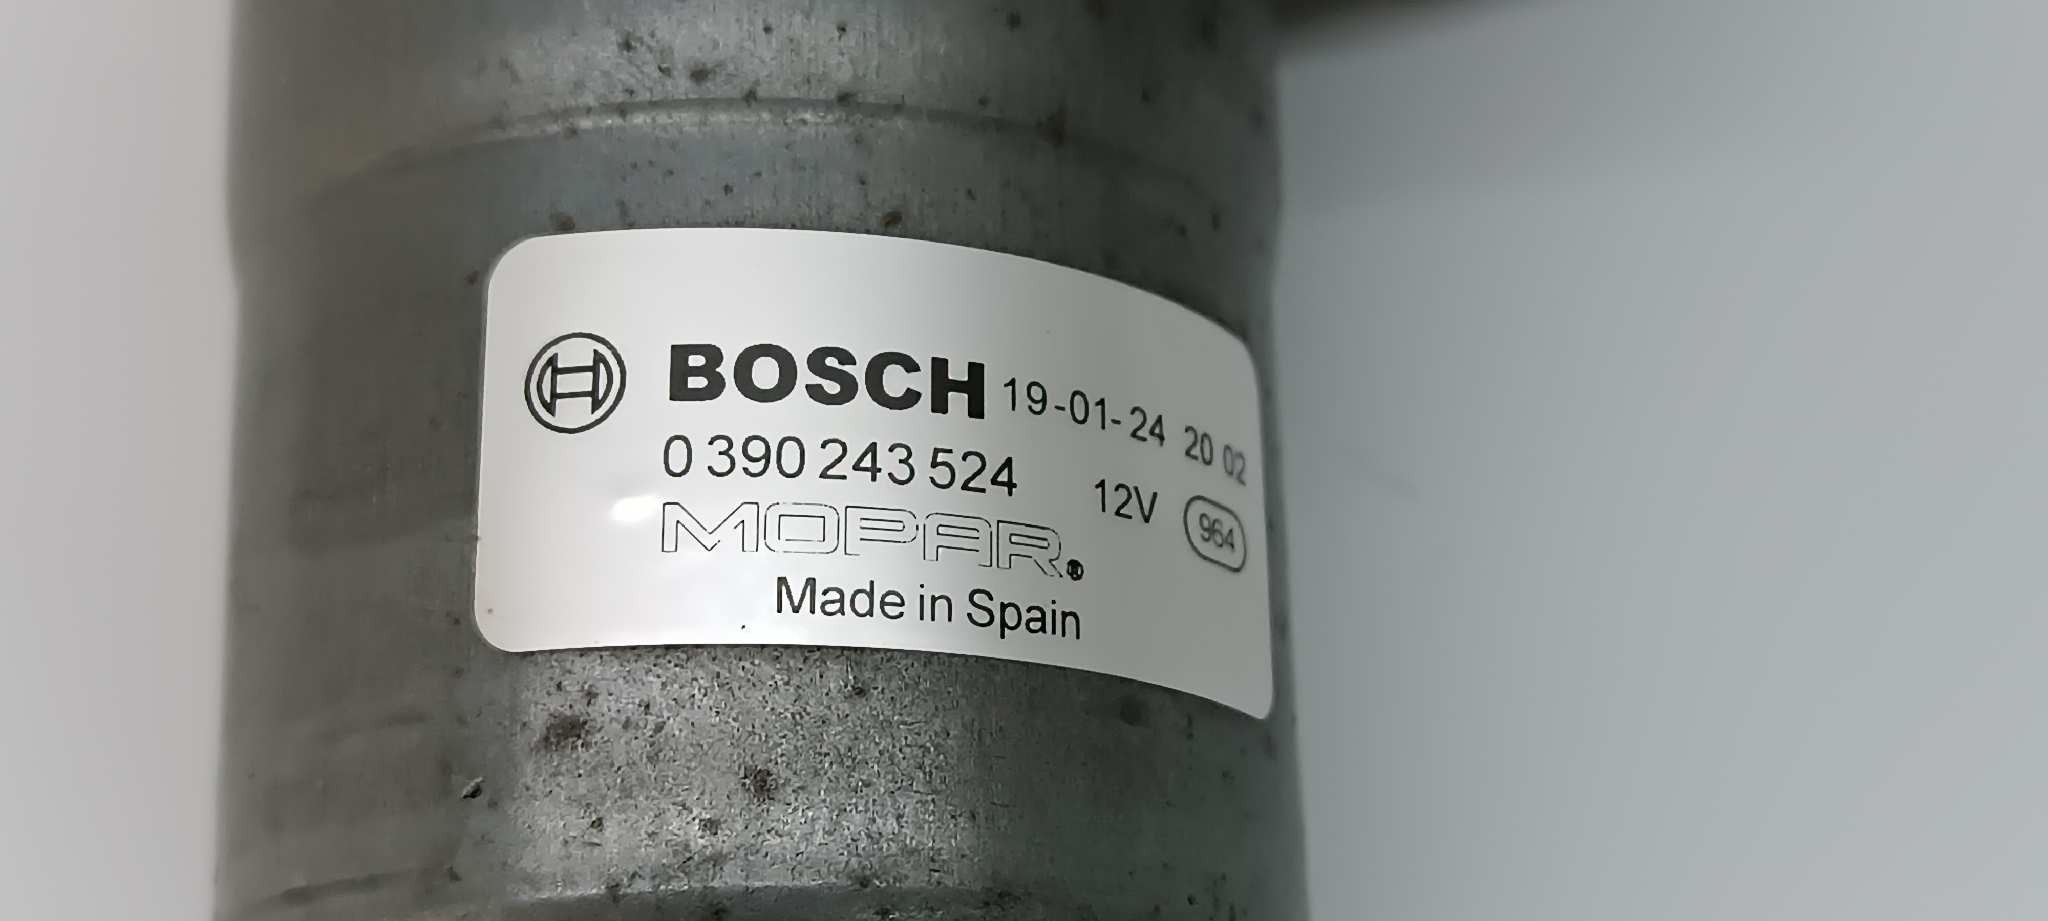 BOSCH 19-01-24 20 02
0 390 243 524 12V 964
MOPAR®
Made in Spain